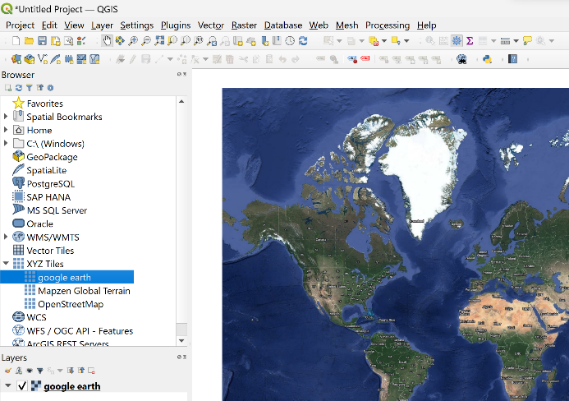 *Untitled Project — QGIS
Project Edit View Layer Settings Plugins Vector Raster Database Web Mesh Processing Help
Browser
Favorites
Spatial Bookmarks
Home
C:\ (Windows)
GeoPackage
SpatiaLite
PostgreSQL
SAP HANA
MS SQL Server
Oracle
WMS/WMTS
Vector Tiles
XYZ Tiles
google earth
Mapzen Global Terrain
OpenStreetMap
WCS
WFS / OGC API - Features
ArcGIS REST Servers
Layers
google earth